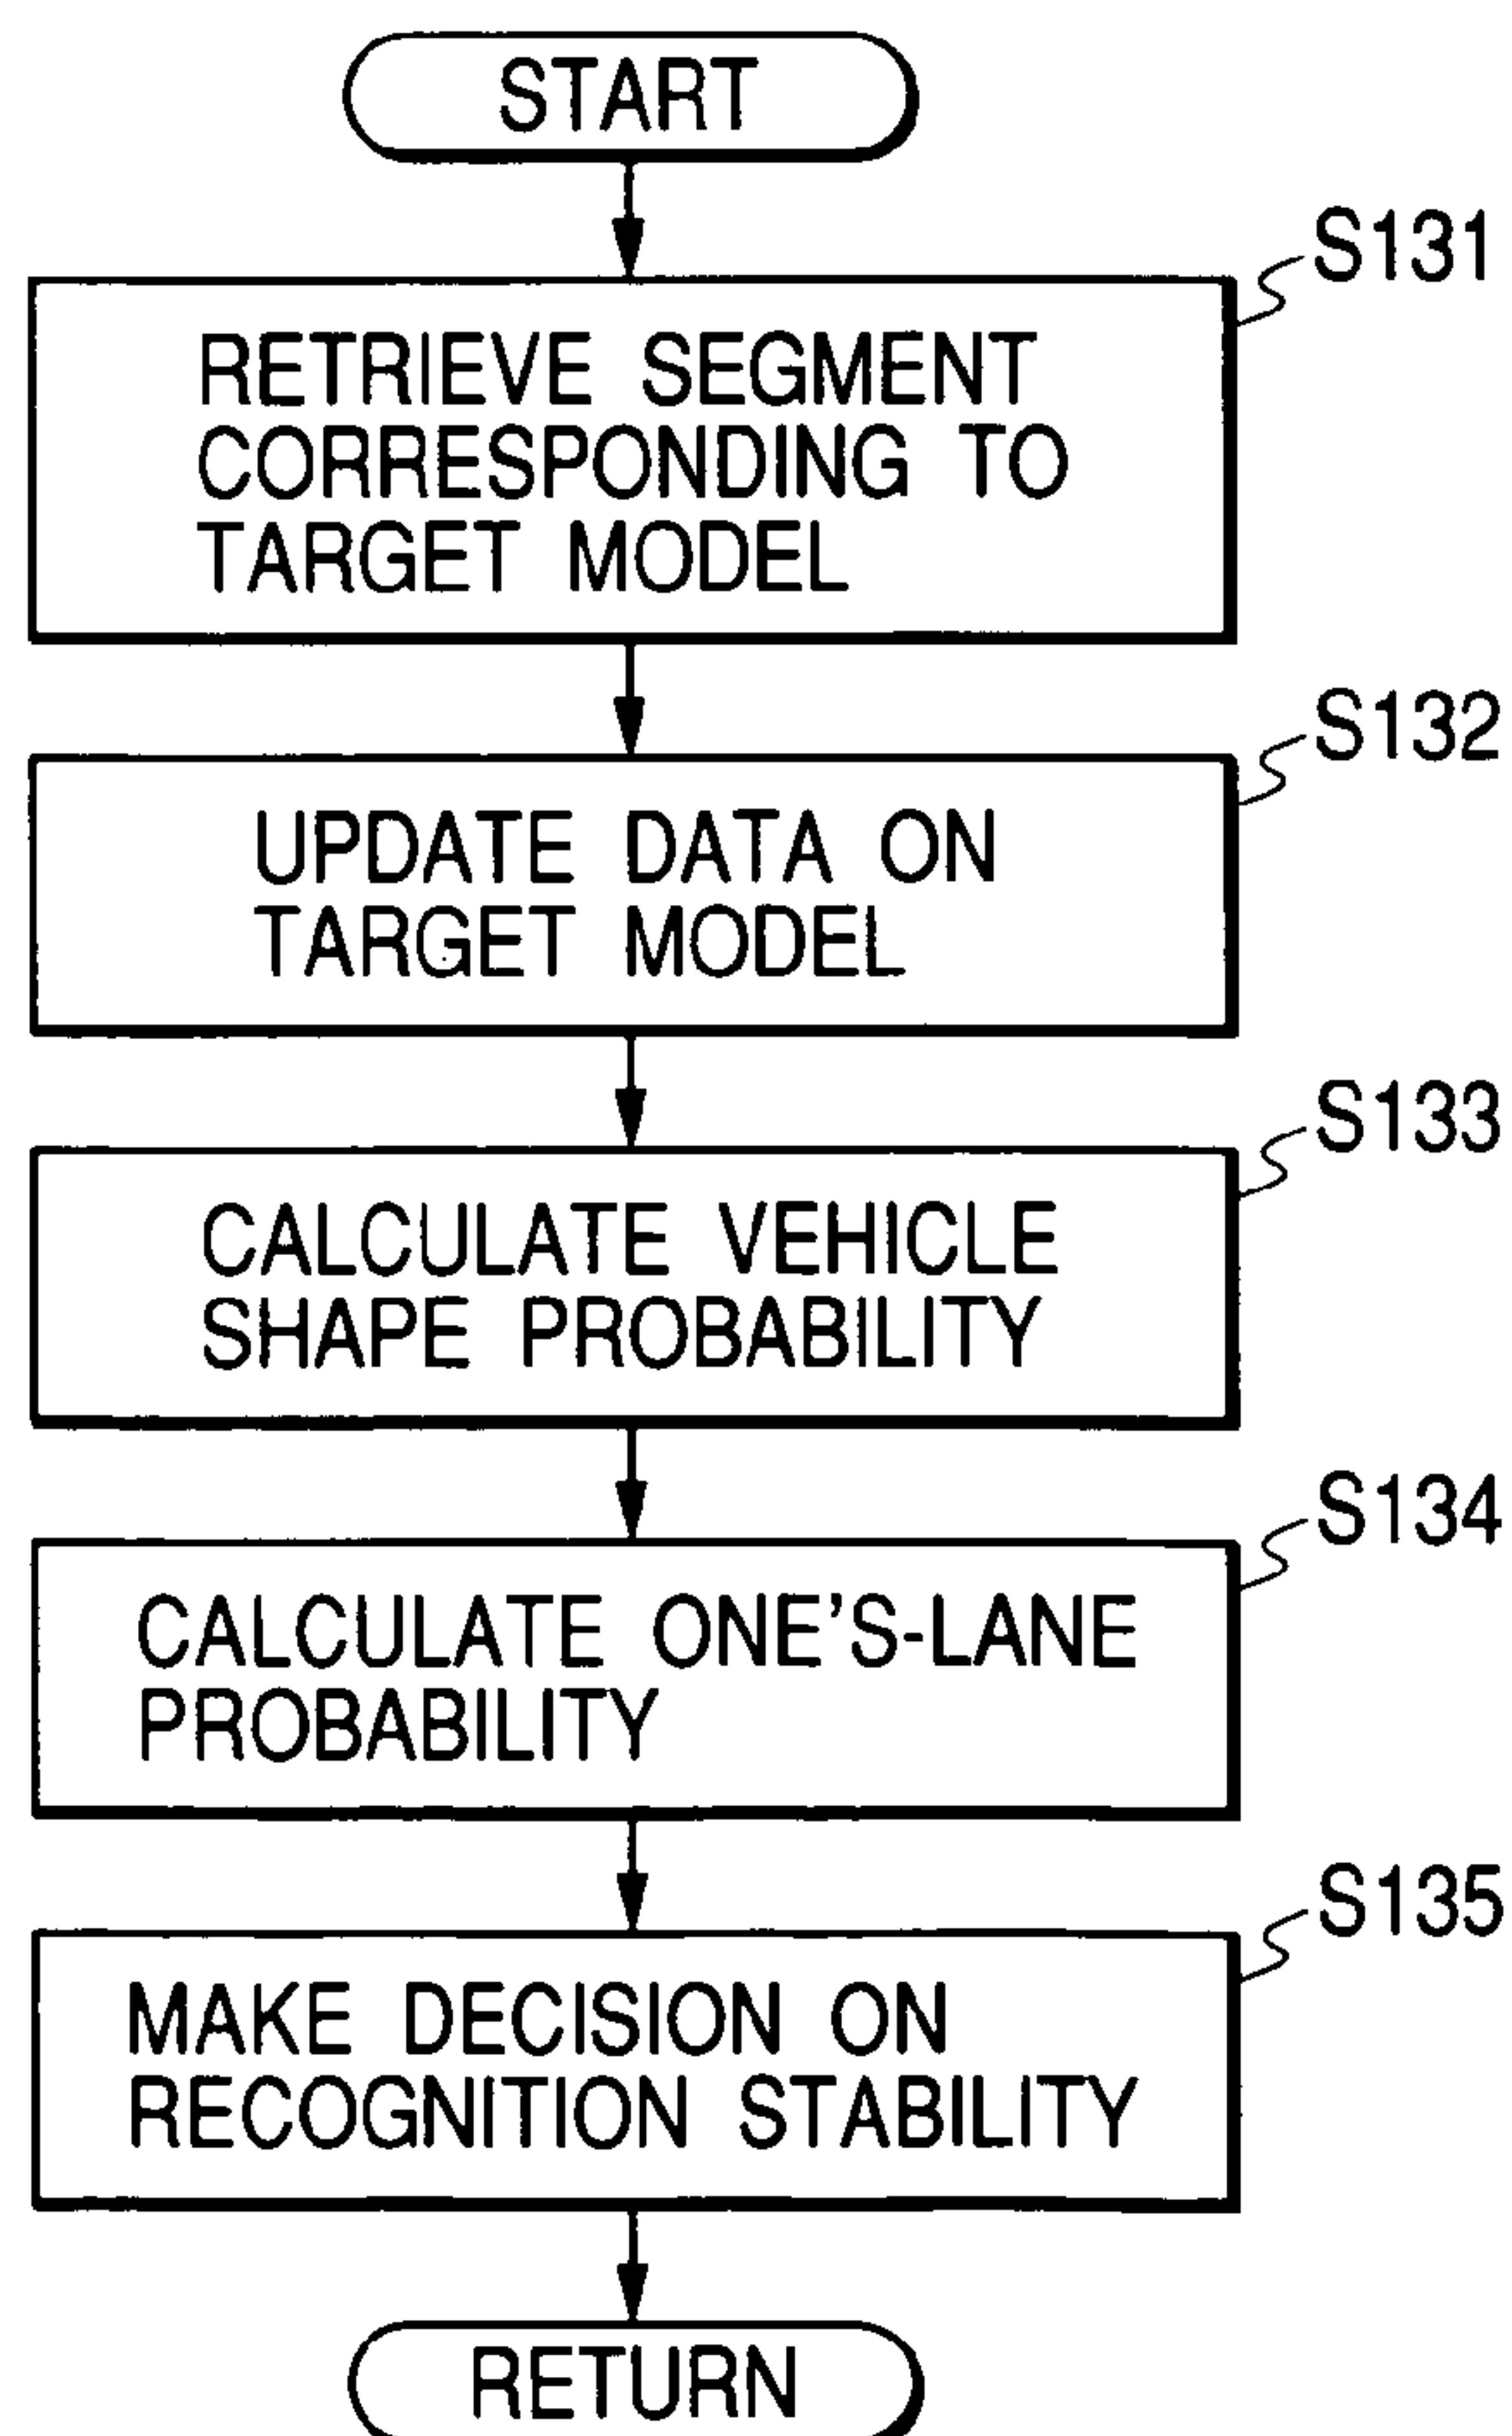 START
S131
RETRIEVE SEGMENT
CORRESPONDING TO
TARGET MODEL
S132
UPDATE DATA ON
TARGET MODEL
S133
CALCULATE VEHICLE
SHAPE PROBABILITY
S134
CALCULATE ONE'S-LANE
PROBABILITY
S135
MAKE DECISION ON
RECOGNITION STABILITY
RETURN